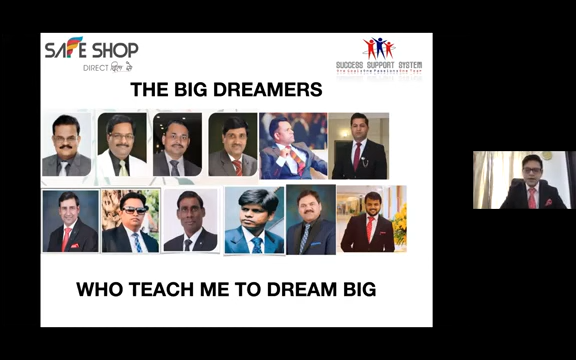 SAFE SHOP
DIRECT दिल से
SUCCESS SUPPORT SYSTEM
THE BIG DREAMERS
WHO TEACH ME TO DREAM BIG